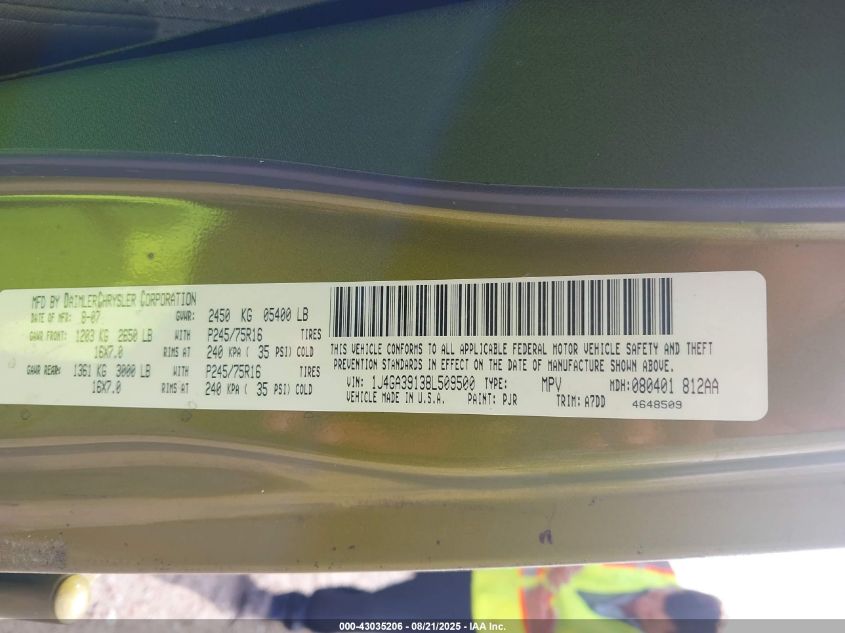 MFD BY DAIMLERCHRYSLER CORPORATION
DATE OF MFR: 8-07 GVWR: 2450 KG 05400 LB
GAWR FRONT: 1203 KG 2650 LB WITH P245/75R16 TIRES
16X7.0 RIMS AT 240 KPA ( 35 PSI) COLD
GAWR REAR: 1361 KG 3000 LB WITH P245/75R16 TIRES
16X7.0 RIMS AT 240 KPA ( 35 PSI) COLD
THIS VEHICLE CONFORMS TO ALL APPLICABLE FEDERAL MOTOR VEHICLE SAFETY AND THEFT
PREVENTION STANDARDS IN EFFECT ON THE DATE OF MANUFACTURE SHOWN ABOVE.
VIN: 1J4GA39138L509500 TYPE: MPV MDH: 080401 812AA
VEHICLE MADE IN U.S.A. PAINT: PJR TRIM: A7DD 4648509
000-43035206 - 08/21/2025 - IAA Inc.